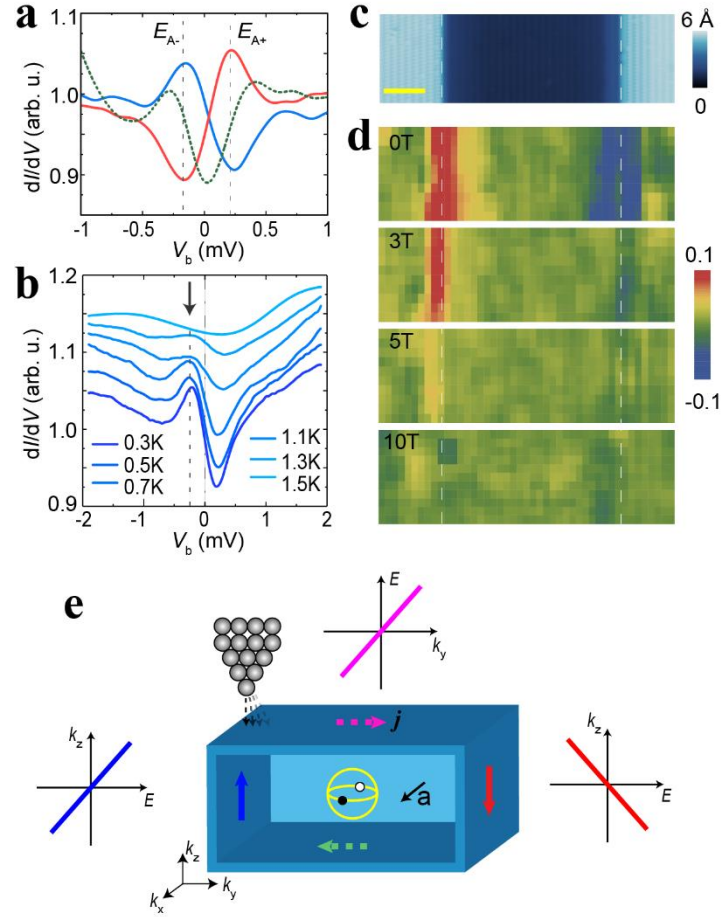 a
E_A- E_A+
dI/dV (arb. u.)
1.1
1.0
0.9
-1 -0.5 0 0.5 1
V_b (mV)
b
dI/dV (arb. u.)
1.2
1.1
1.0
0.9
0.3K 1.1K
0.5K 1.3K
0.7K 1.5K
-2 -1 0 1 2
V_b (mV)
c
6 Å
0
d
0T
3T
5T
10T
0.1
-0.1
e
E
k_y
k_z
E
j
a
k_z
E
k_z
k_x
k_y